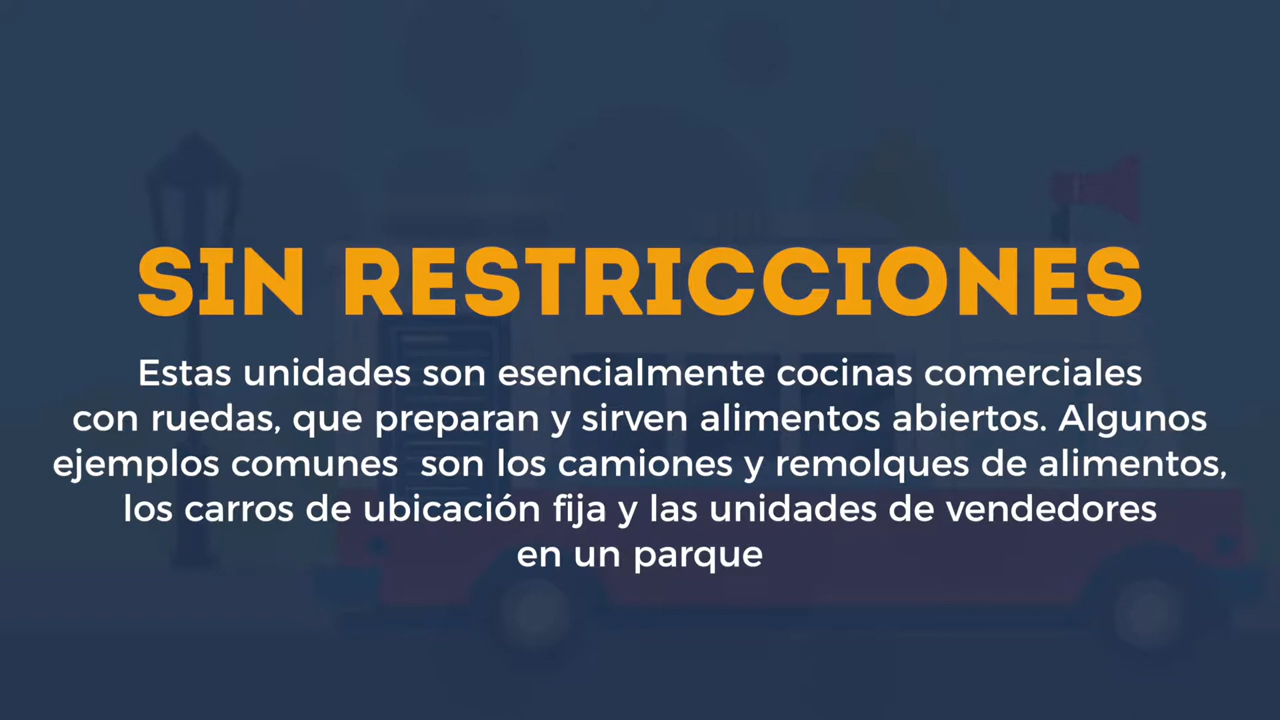 SIN RESTRICCIONES
Estas unidades son esencialmente cocinas comerciales
con ruedas, que preparan y sirven alimentos abiertos. Algunos
ejemplos comunes  son los camiones y remolques de alimentos,
los carros de ubicación fija y las unidades de vendedores
en un parque